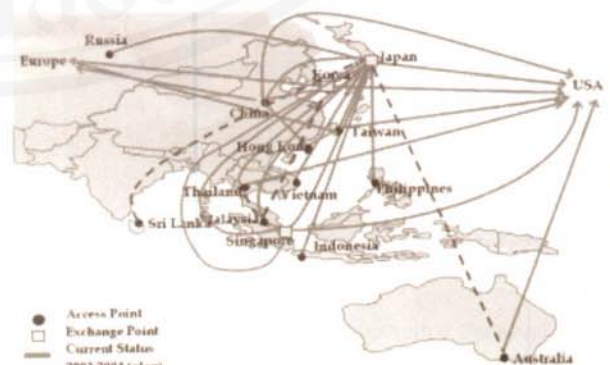 Russia
Europe
Japan
Korea
USA
China
Taiwan
Hong Kong
Thailand
Vietnam
Philippines
Sri Lanka
Malaysia
Singapore
Indonesia
Access Point
Exchange Point
Current Status
Australia